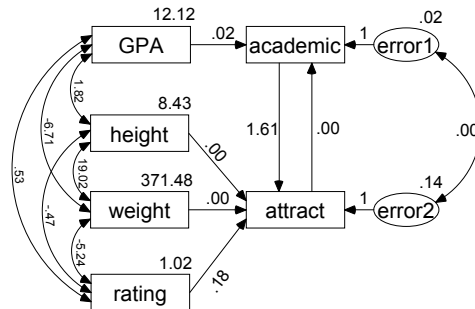 12.12
.02
GPA
.02
academic
1
error1
1.82
8.43
-6.71
height
.00
1.61
.00
.00
.53
19.02
371.48
.14
-.47
weight
.00
attract
1
error2
-5.24
1.02
.18
rating